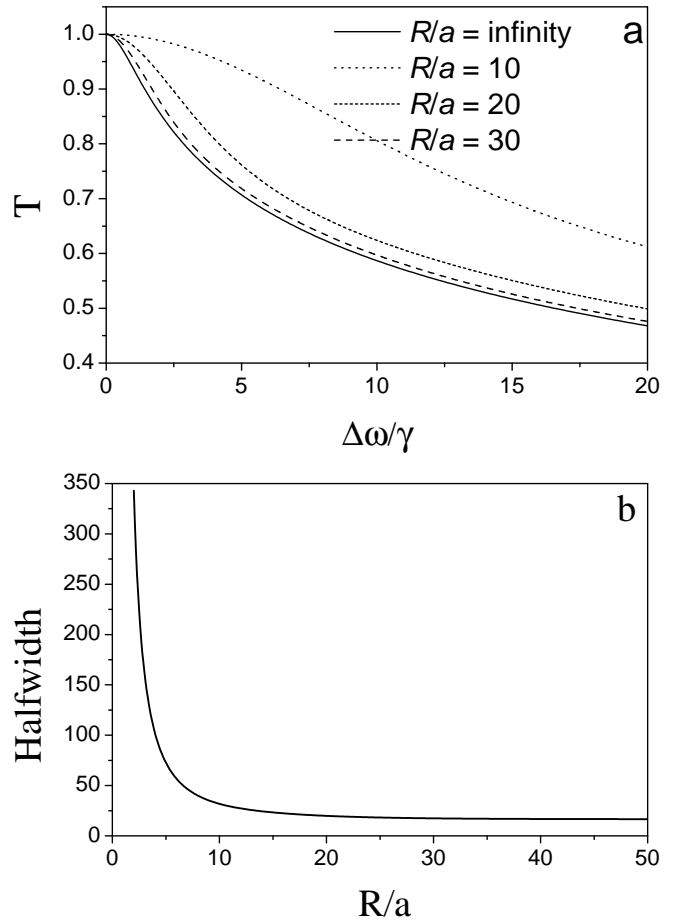 a
R/a = infinity
R/a = 10
R/a = 20
R/a = 30
1.0
0.9
0.8
0.7
0.6
0.5
0.4
T
0 5 10 15 20
Δω/γ
b
350
300
250
200
150
100
50
0
Halfwidth
0 10 20 30 40 50
R/a